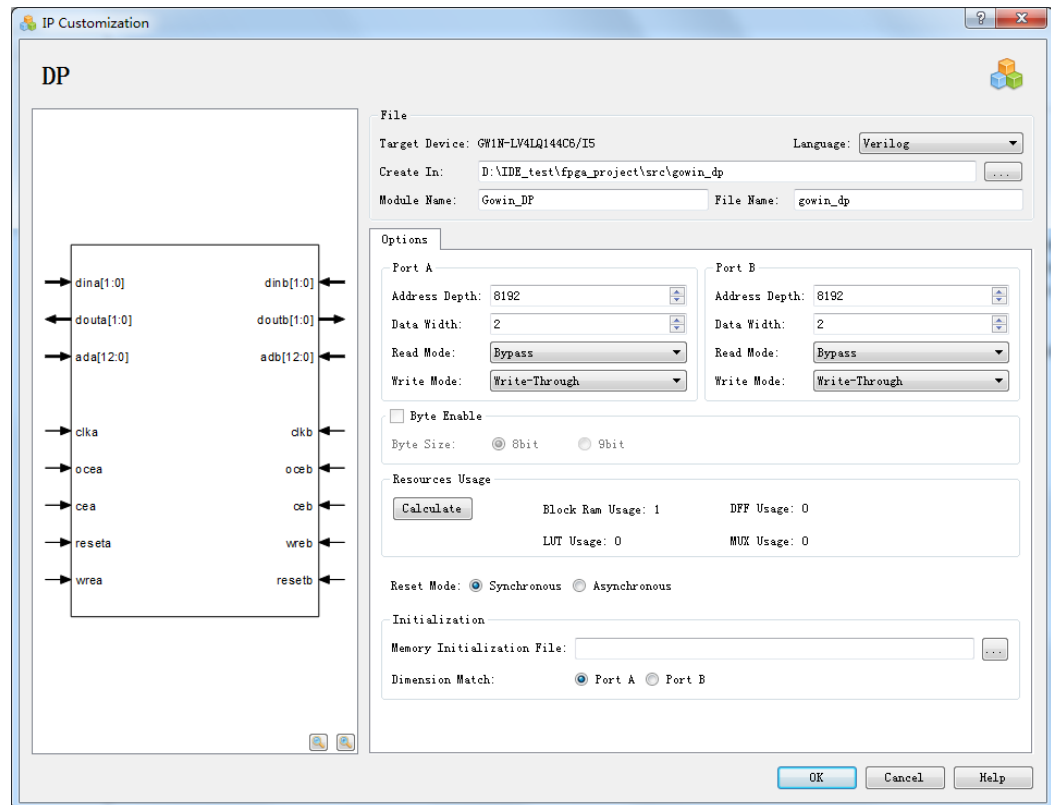 IP Customization
DP
File
Target Device: GW1N-LV4LQ144C6/I5 Language: Verilog
Create In: D:\IDE_test\fpga_project\src\gowin_dp ...
Module Name: Gowin_DP File Name: gowin_dp
Options
Port A
Address Depth: 8192
Data Width: 2
Read Mode: Bypass
Write Mode: Write-Through
Port B
Address Depth: 8192
Data Width: 2
Read Mode: Bypass
Write Mode: Write-Through
Byte Enable
Byte Size: 8bit 9bit
Resources Usage
Calculate Block Ram Usage: 1 DFF Usage: 0
LUT Usage: 0 MUX Usage: 0
Reset Mode: Synchronous Asynchronous
Initialization
Memory Initialization File: ...
Dimension Match: Port A Port B
dina[1:0] dinb[1:0]
douta[1:0] doutb[1:0]
ada[12:0] adb[12:0]
clka clkb
ocea oceb
cea ceb
reseta wreb
wrea resetb
OK Cancel Help